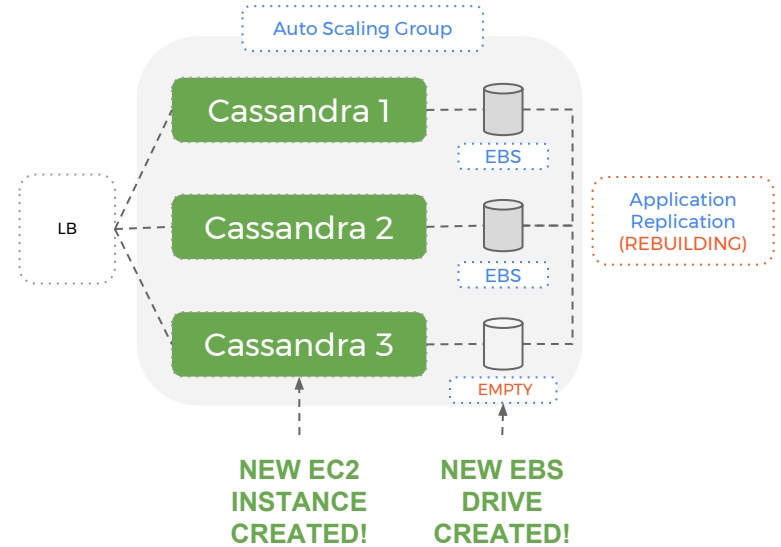 Auto Scaling Group
Cassandra 1
EBS
LB
Cassandra 2
EBS
Application
Replication
(REBUILDING)
Cassandra 3
EMPTY
NEW EC2
INSTANCE
CREATED!
NEW EBS
DRIVE
CREATED!